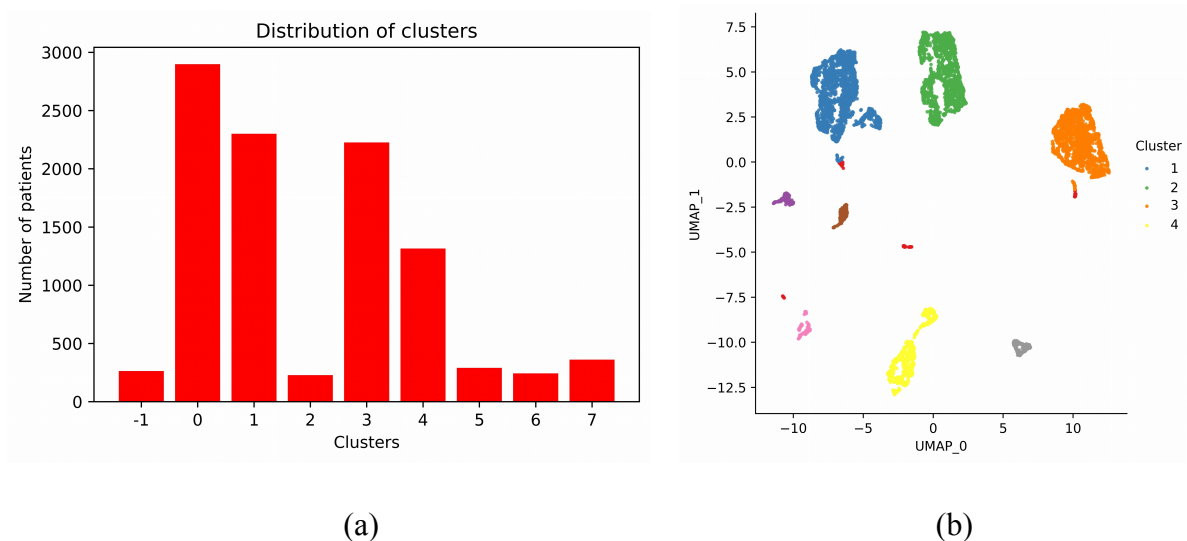 Distribution of clusters
3000
2500
2000
1500
1000
500
0
Number of patients
-1 0 1 2 3 4 5 6 7
Clusters
(a)
7.5
5.0
2.5
0.0
−2.5
−5.0
−7.5
−10.0
−12.5
UMAP_1
−10 −5 0 5 10
UMAP_0
Cluster
1
2
3
4
(b)